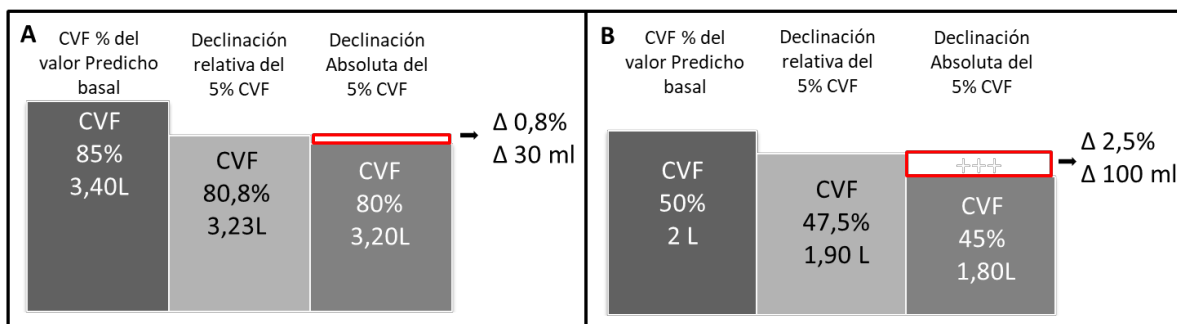 A
CVF % del
valor Predicho
basal
Declinación
relativa del
5% CVF
Declinación
Absoluta del
5% CVF
CVF
85%
3,40L
CVF
80,8%
3,23L
CVF
80%
3,20L
Δ 0,8%
Δ 30 ml
B
CVF % del
valor Predicho
basal
Declinación
relativa del
5% CVF
Declinación
Absoluta del
5% CVF
CVF
50%
2 L
CVF
47,5%
1,90 L
+++
CVF
45%
1,80L
Δ 2,5%
Δ 100 ml